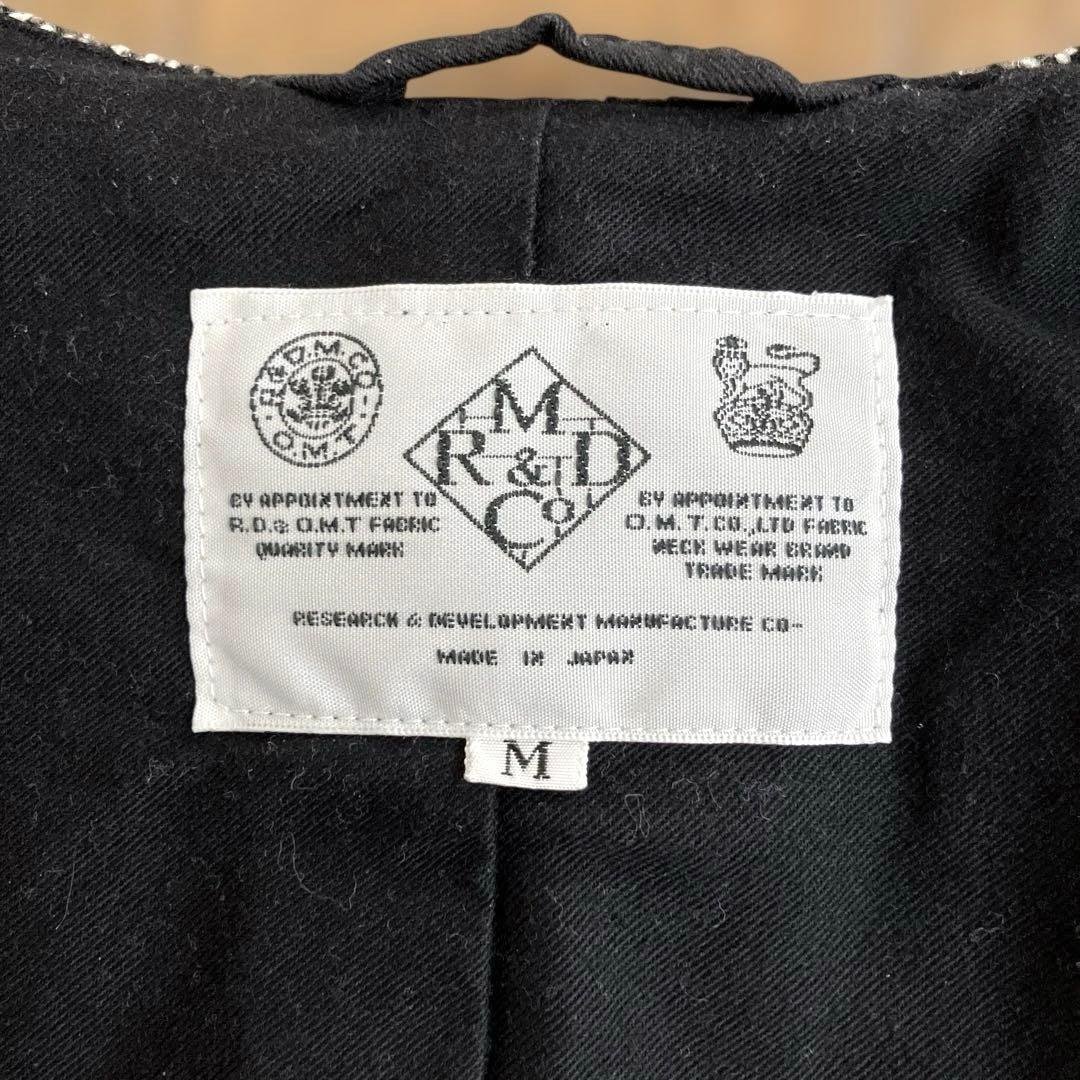 R.&D.M.CO
O.M.T.
M
R & D
Co
BY APPOINTMENT TO
R.D.& O.M.T FABRIC
QUARITY MARK
BY APPOINTMENT TO
O.M.T.CO.,LTD FABRIC
NECK WEAR BRAND
TRADE MARK
RESEARCH & DEVELOPMENT MANUFACTURE CO-
MADE IN JAPAN
M